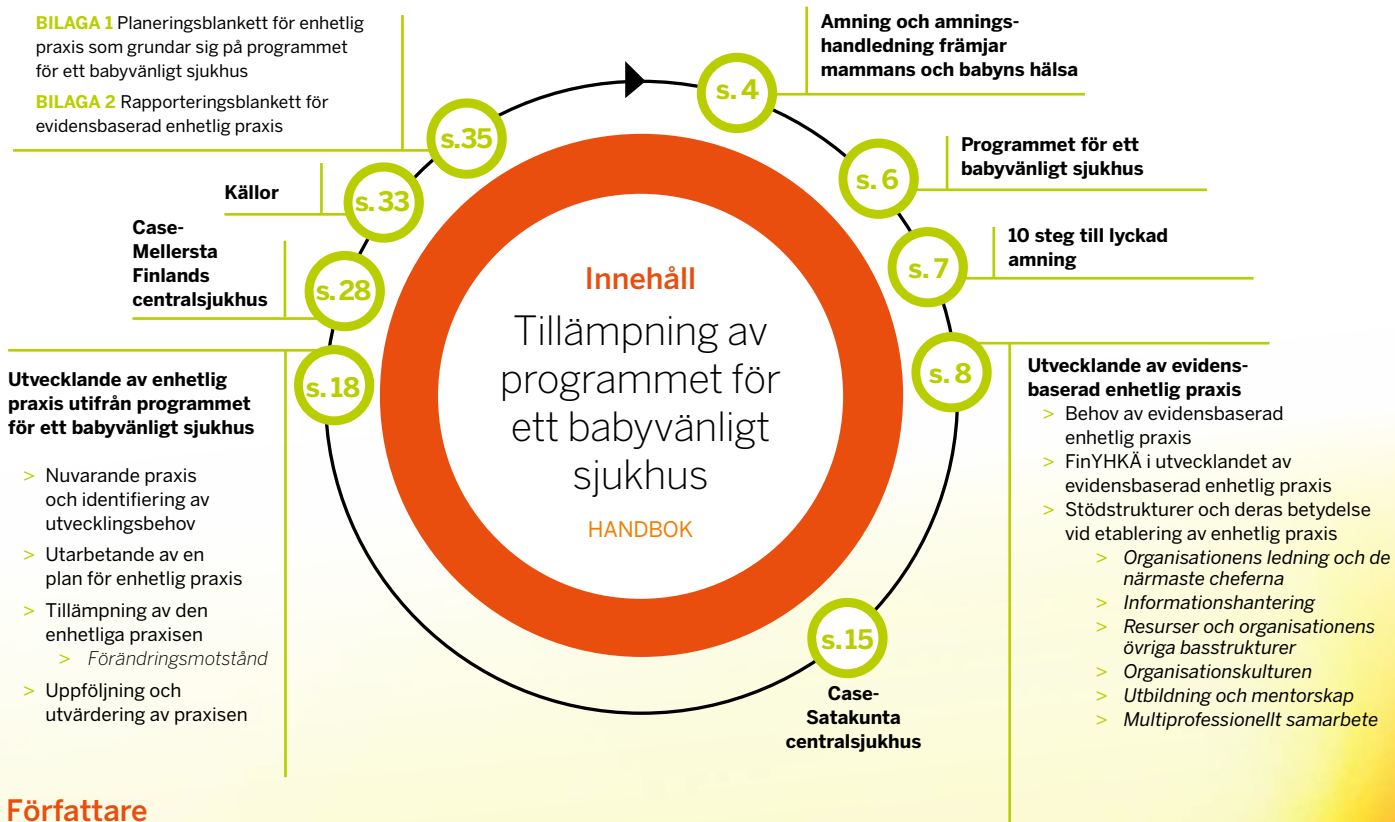 BILAGA 1 Planeringsblankett för enhetlig
praxis som grundar sig på programmet
för ett babyvänligt sjukhus
BILAGA 2 Rapporteringsblankett för
evidensbaserad enhetlig praxis
s.35
Källor
s. 33
Case-
Mellersta
Finlands
centralsjukhus
s. 28
Utvecklande av enhetlig
praxis utifrån programmet
för ett babyvänligt sjukhus
s. 18
> Nuvarande praxis
och identifiering av
utvecklingsbehov
> Utarbetande av en
plan för enhetlig praxis
> Tillämpning av den
enhetliga praxisen
> Förändringsmotstånd
> Uppföljning och
utvärdering av praxisen
Innehåll
Tillämpning av
programmet för
ett babyvänligt
sjukhus
HANDBOK
s. 4
Amning och amnings-
handledning främjar
mammans och babyns hälsa
s. 6
Programmet för ett
babyvänligt sjukhus
s. 7
10 steg till lyckad
amning
s. 8
Utvecklande av evidens-
baserad enhetlig praxis
> Behov av evidensbaserad
enhetlig praxis
> FinYHKÄ i utvecklandet av
evidensbaserad enhetlig praxis
> Stödstrukturer och deras betydelse
vid etablering av enhetlig praxis
> Organisationens ledning och de
närmaste cheferna
> Informationshantering
> Resurser och organisationens
övriga basstrukturer
> Organisationskulturen
> Utbildning och mentorskap
> Multiprofessionellt samarbete
s. 15
Case-
Satakunta
centralsjukhus
Författare